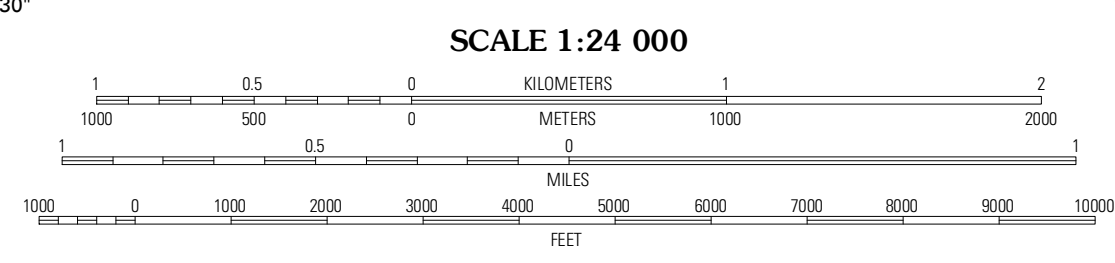 30"
SCALE 1:24 000
1 0.5 0 KILOMETERS 1 2
1000 500 0 METERS 1000 2000
1 0.5 0 1
MILES
1000 0 1000 2000 3000 4000 5000 6000 7000 8000 9000 10000
FEET